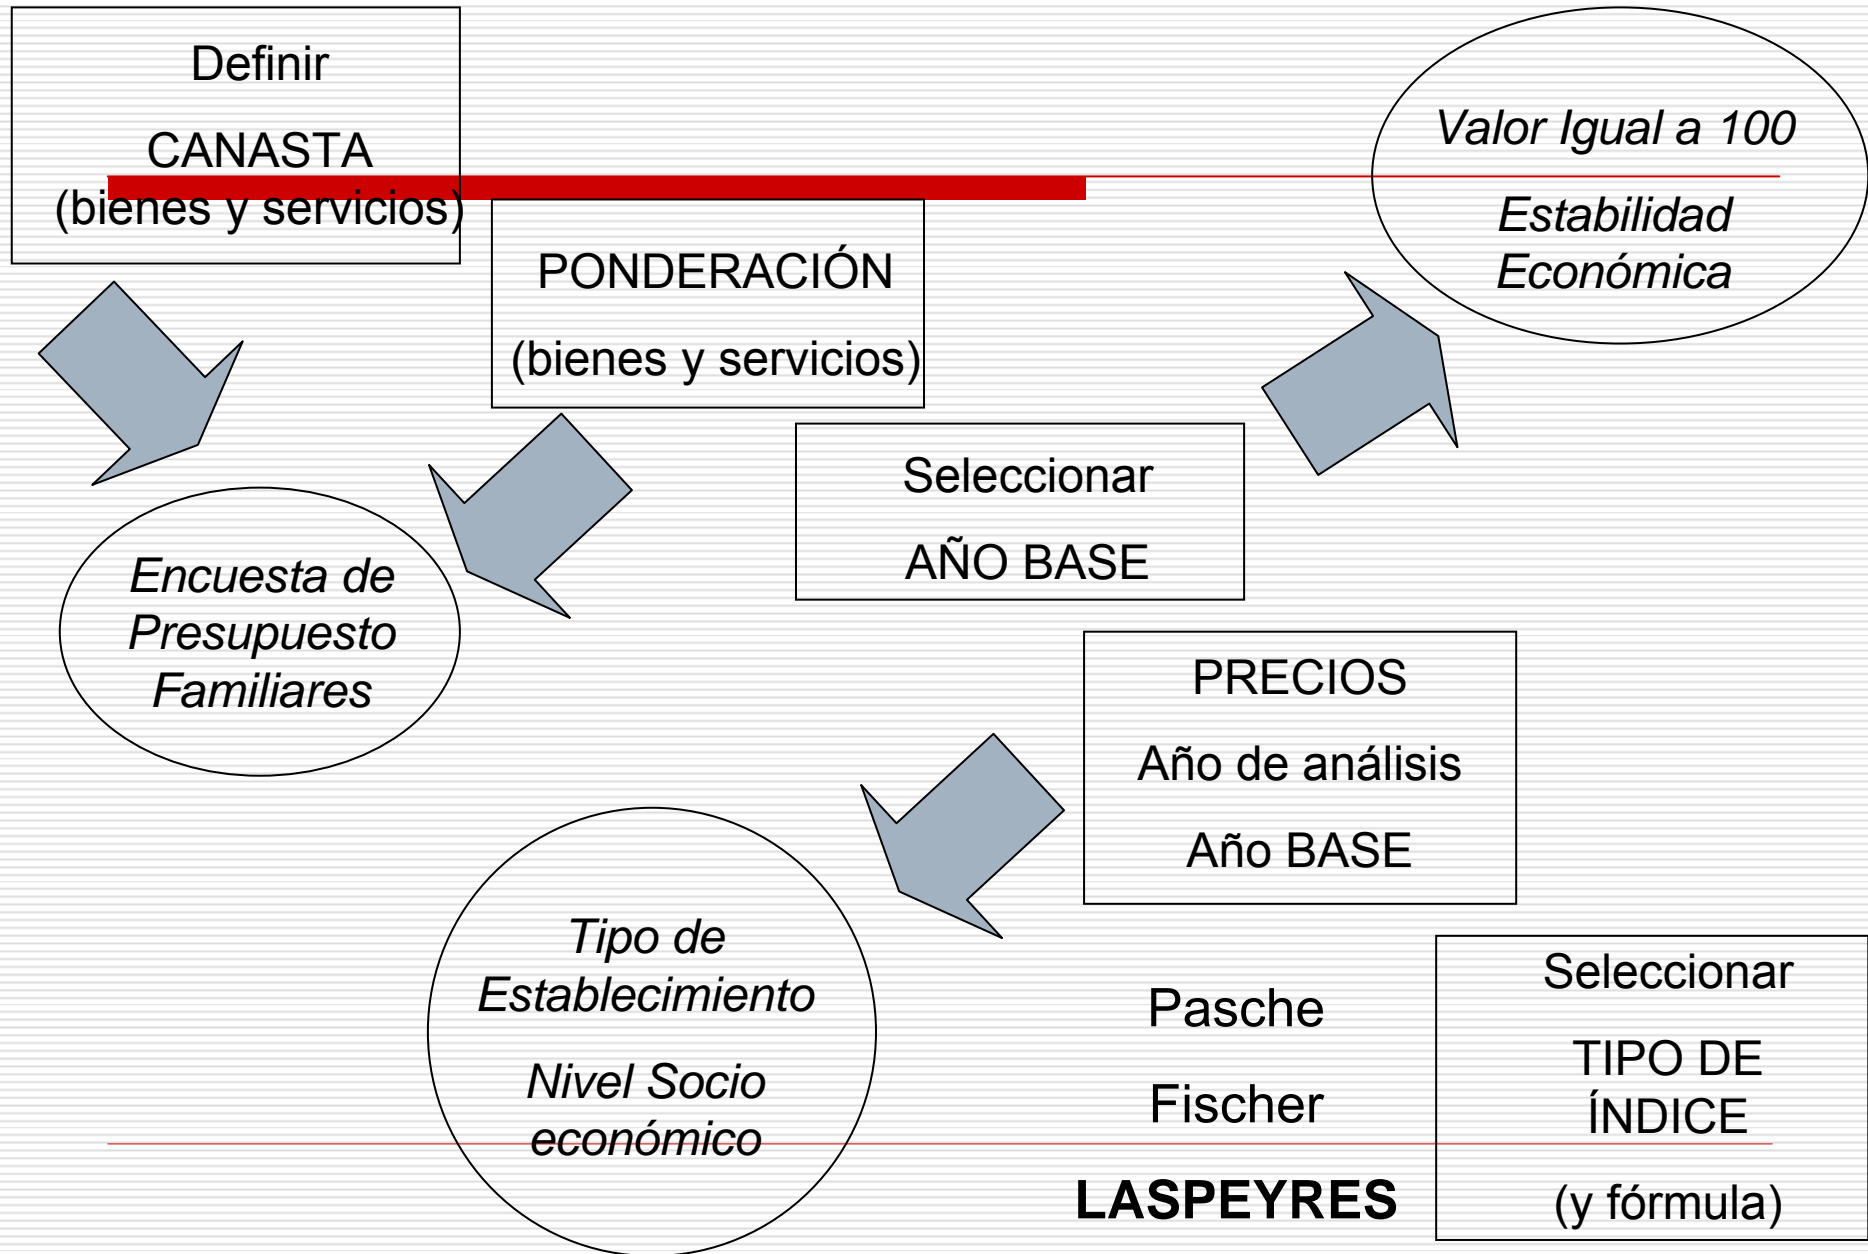 Definir
CANASTA
(bienes y servicios)
Valor Igual a 100
Estabilidad
Económica
PONDERACIÓN
(bienes y servicios)
Seleccionar
AÑO BASE
Encuesta de
Presupuesto
Familiares
PRECIOS
Año de análisis
Año BASE
Tipo de
Establecimiento
Nivel Socio
económico
Pasche
Fischer
LASPEYRES
Seleccionar
TIPO DE
ÍNDICE
(y fórmula)